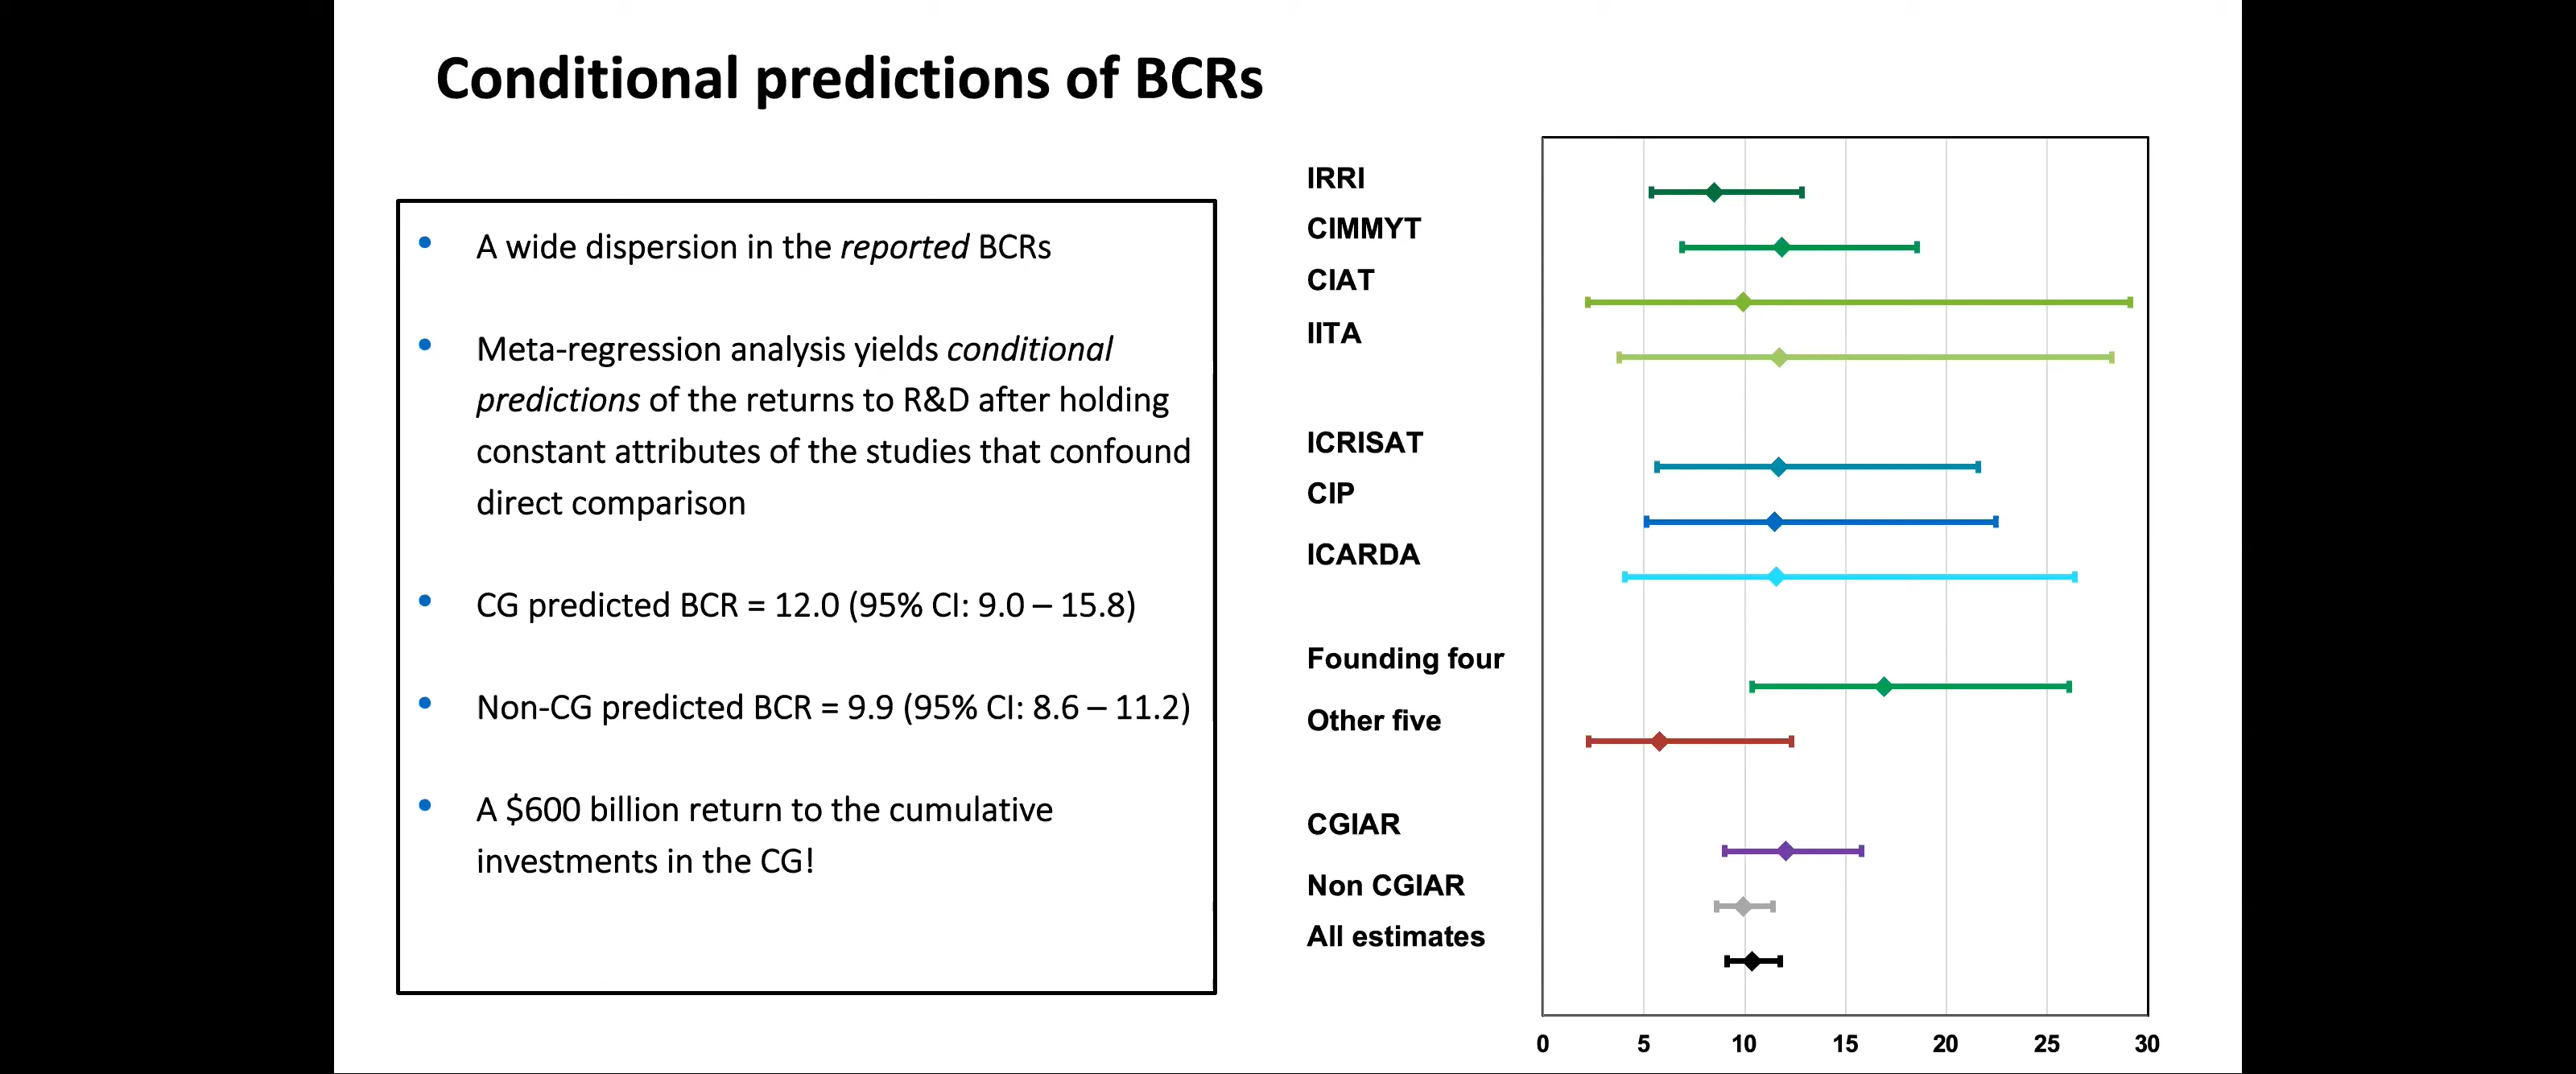 Conditional predictions of BCRs
• A wide dispersion in the reported BCRs
• Meta-regression analysis yields conditional
predictions of the returns to R&D after holding
constant attributes of the studies that confound
direct comparison
• CG predicted BCR = 12.0 (95% CI: 9.0 – 15.8)
• Non-CG predicted BCR = 9.9 (95% CI: 8.6 – 11.2)
• A $600 billion return to the cumulative
investments in the CG!
IRRI
CIMMYT
CIAT
IITA
ICRISAT
CIP
ICARDA
Founding four
Other five
CGIAR
Non CGIAR
All estimates
0 5 10 15 20 25 30